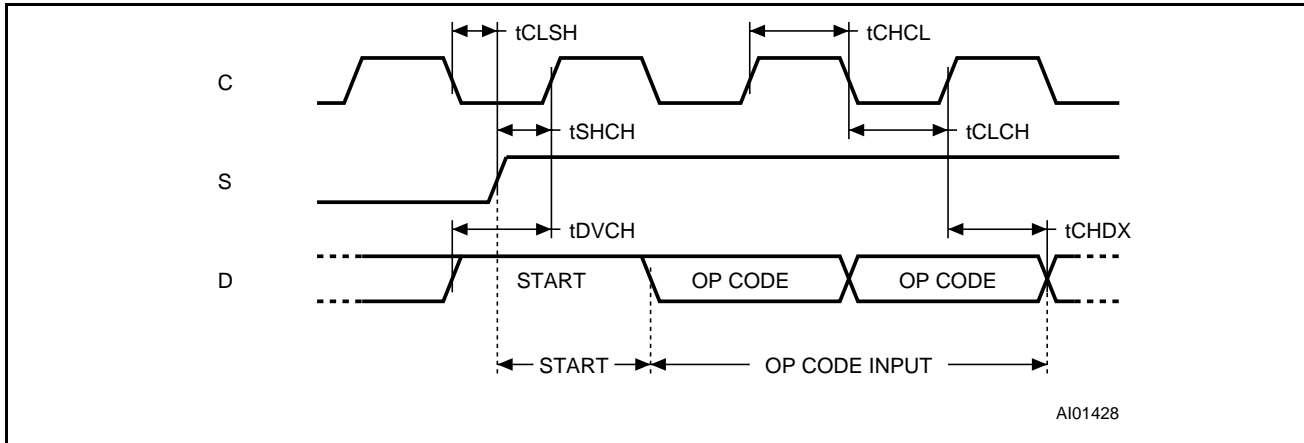 tCLSH tCHCL
C
tSHCH tCLCH
S
tDVCH tCHDX
D START OP CODE OP CODE
START OP CODE INPUT
AI01428